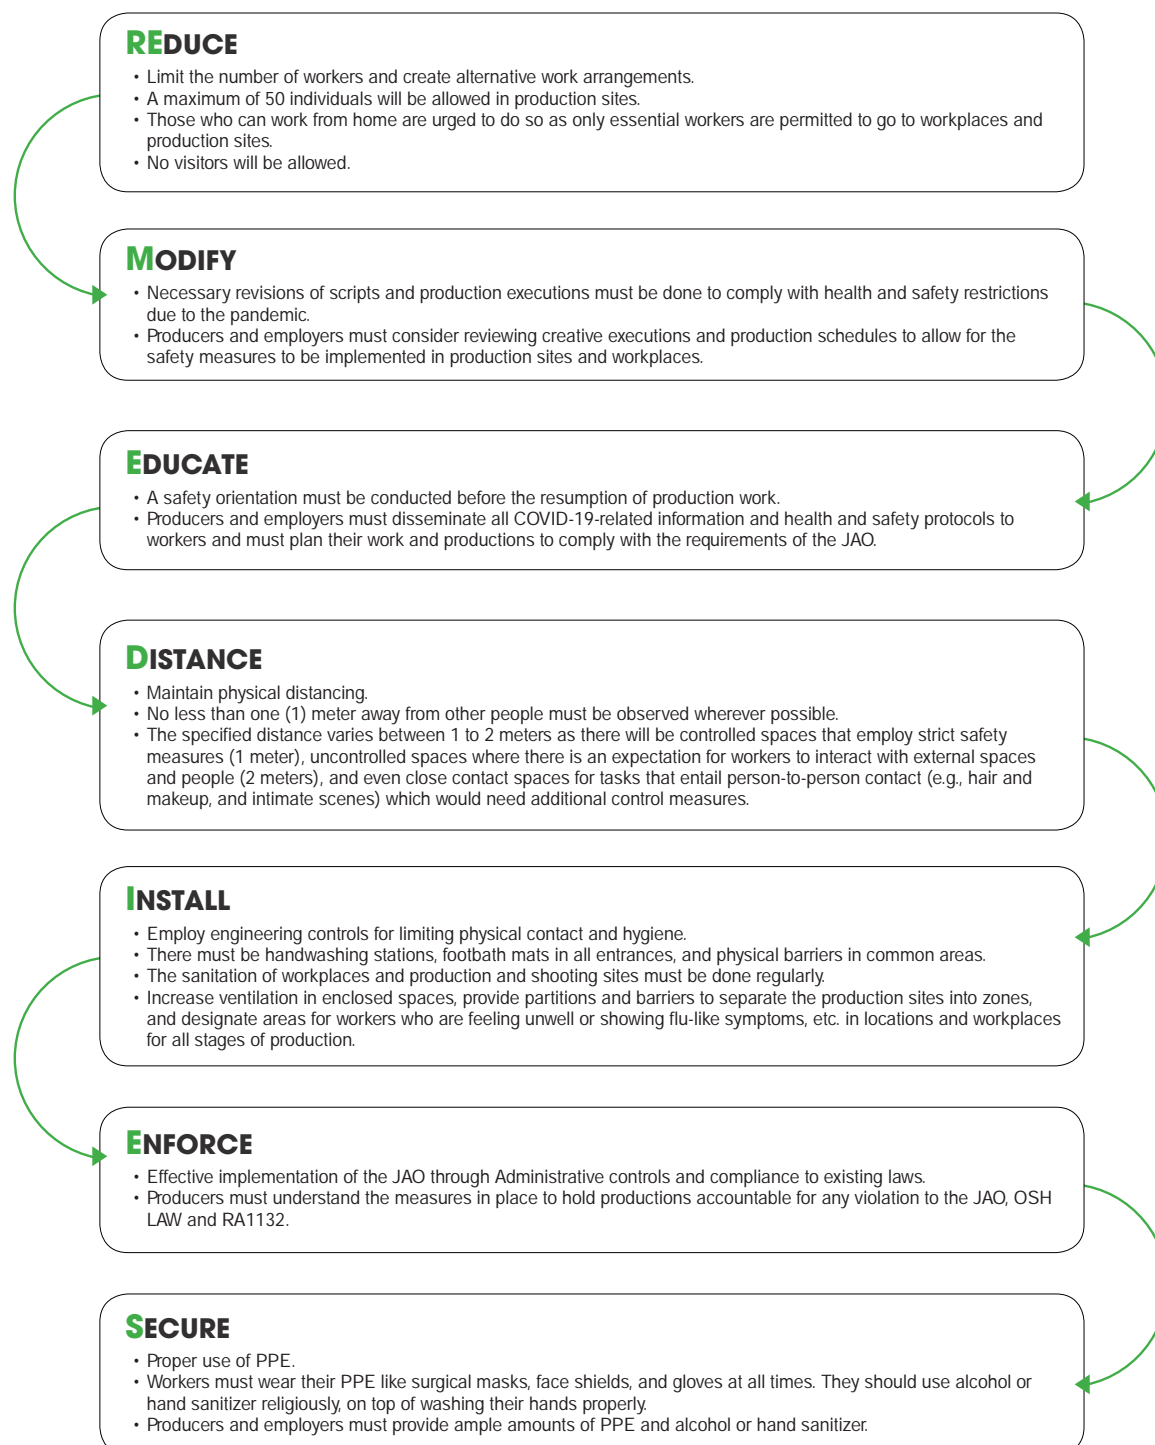 REDUCE
• Limit the number of workers and create alternative work arrangements.
• A maximum of 50 individuals will be allowed in production sites.
• Those who can work from home are urged to do so as only essential workers are permitted to go to workplaces and
production sites.
• No visitors will be allowed.
MODIFY
• Necessary revisions of scripts and production executions must be done to comply with health and safety restrictions
due to the pandemic.
• Producers and employers must consider reviewing creative executions and production schedules to allow for the
safety measures to be implemented in production sites and workplaces.
EDUCATE
• A safety orientation must be conducted before the resumption of production work.
• Producers and employers must disseminate all COVID-19-related information and health and safety protocols to
workers and must plan their work and productions to comply with the requirements of the JAO.
DISTANCE
• Maintain physical distancing.
• No less than one (1) meter away from other people must be observed wherever possible.
• The specified distance varies between 1 to 2 meters as there will be controlled spaces that employ strict safety
measures (1 meter), uncontrolled spaces where there is an expectation for workers to interact with external spaces
and people (2 meters), and even close contact spaces for tasks that entail person-to-person contact (e.g., hair and
makeup, and intimate scenes) which would need additional control measures.
INSTALL
• Employ engineering controls for limiting physical contact and hygiene.
• There must be handwashing stations, footbath mats in all entrances, and physical barriers in common areas.
• The sanitation of workplaces and production and shooting sites must be done regularly.
• Increase ventilation in enclosed spaces, provide partitions and barriers to separate the production sites into zones,
and designate areas for workers who are feeling unwell or showing flu-like symptoms, etc. in locations and workplaces
for all stages of production.
ENFORCE
• Effective implementation of the JAO through Administrative controls and compliance to existing laws.
• Producers must understand the measures in place to hold productions accountable for any violation to the JAO, OSH
LAW and RA1132.
SECURE
• Proper use of PPE.
• Workers must wear their PPE like surgical masks, face shields, and gloves at all times. They should use alcohol or
hand sanitizer religiously, on top of washing their hands properly.
• Producers and employers must provide ample amounts of PPE and alcohol or hand sanitizer.